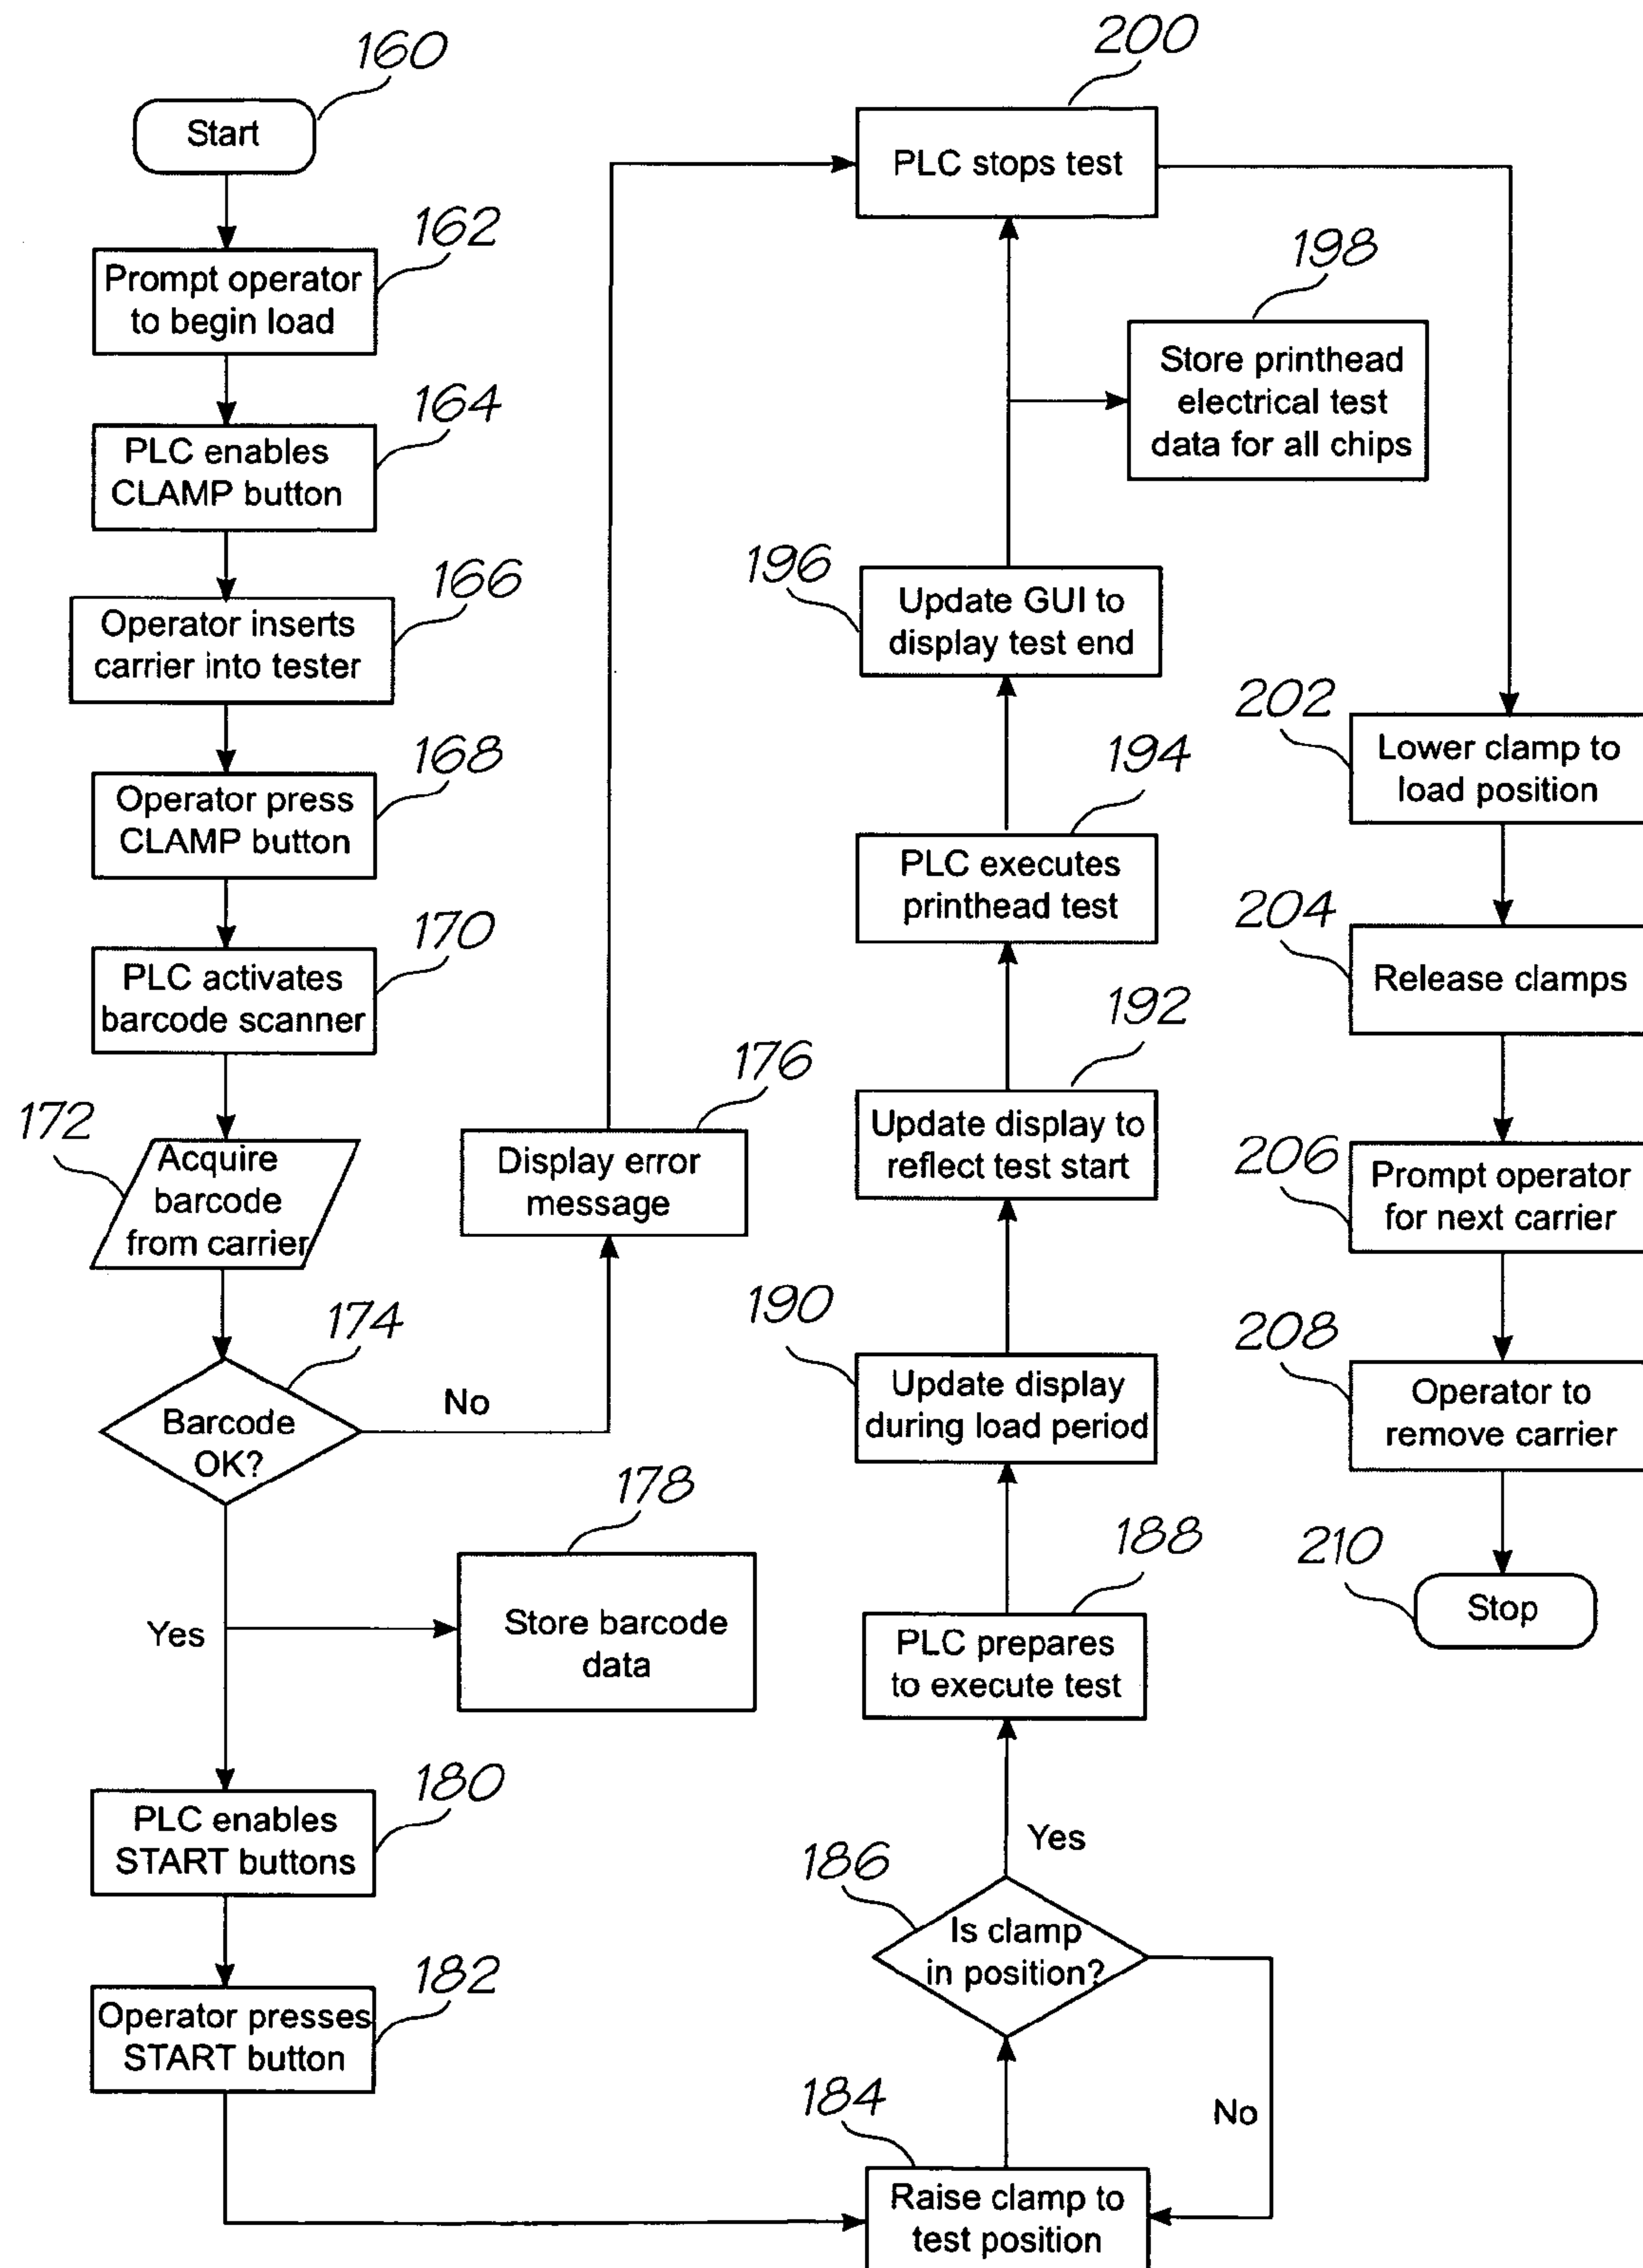 160
Start
162
Prompt operator
to begin load
164
PLC enables
CLAMP button
166
Operator inserts
carrier into tester
168
Operator press
CLAMP button
170
PLC activates
barcode scanner
172
Acquire
barcode
from carrier
174
Barcode
OK?
No
176
Display error
message
Yes
178
Store barcode
data
180
PLC enables
START buttons
182
Operator presses
START button
184
Raise clamp to
test position
186
Is clamp
in position?
No
Yes
188
PLC prepares
to execute test
190
Update display
during load period
192
Update display to
reflect test start
194
PLC executes
printhead test
196
Update GUI to
display test end
198
Store printhead
electrical test
data for all chips
200
PLC stops test
202
Lower clamp to
load position
204
Release clamps
206
Prompt operator
for next carrier
208
Operator to
remove carrier
210
Stop